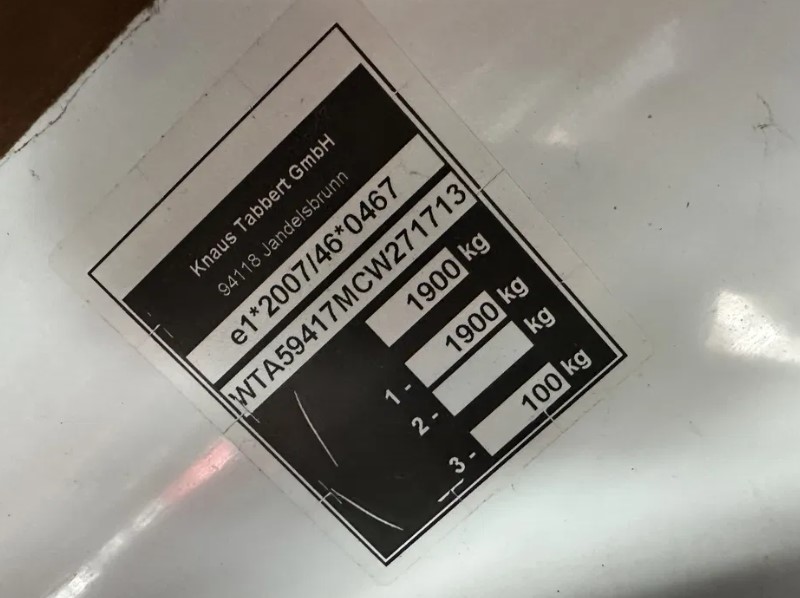 Knaus Tabbert GmbH
94118 Jandelsbrunn
e1*2007/46*0467
WTA59417MCW271713
1900 kg
1 - 1900 kg
2 - kg
3 - 100 kg